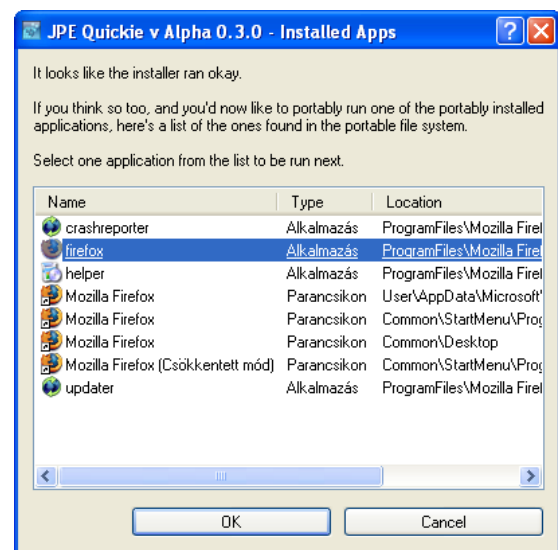 JPE Quickie v Alpha 0.3.0 - Installed Apps
It looks like the installer ran okay.
If you think so too, and you'd now like to portably run one of the portably installed
applications, here's a list of the ones found in the portable file system.
Select one application from the list to be run next.
Name Type Location
crashreporter Alkalmazás ProgramFiles\Mozilla Firef
firefox Alkalmazás ProgramFiles\Mozilla Firef
helper Alkalmazás ProgramFiles\Mozilla Firef
Mozilla Firefox Parancsikon User\AppData\Microsoft\
Mozilla Firefox Parancsikon Common\StartMenu\Prog
Mozilla Firefox Parancsikon Common\Desktop
Mozilla Firefox (Csökkentett mód) Parancsikon Common\StartMenu\Prog
updater Alkalmazás ProgramFiles\Mozilla Firef
OK Cancel